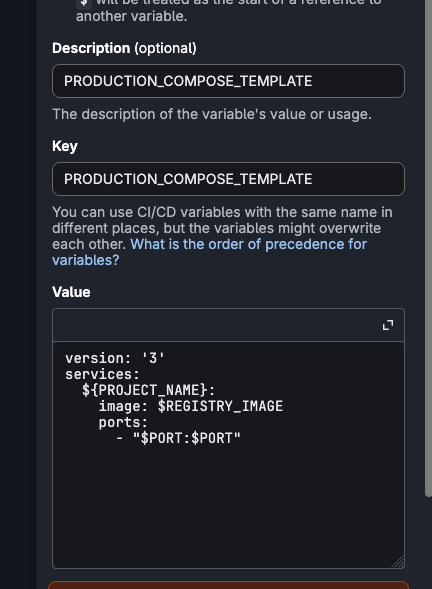 $ will be treated as the start of a reference to
another variable.
Description (optional)
PRODUCTION_COMPOSE_TEMPLATE
The description of the variable's value or usage.
Key
PRODUCTION_COMPOSE_TEMPLATE
You can use CI/CD variables with the same name in
different places, but the variables might overwrite
each other. What is the order of precedence for
variables?
Value
version: '3'
services:
  ${PROJECT_NAME}:
    image: $REGISTRY_IMAGE
    ports:
      - "$PORT:$PORT"